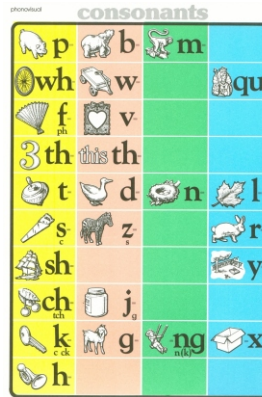 phonovisual
consonants
p- b- m-
wh- w- qu-
f- v-
ph
3 th- this th-
t- d- n- l-
s- z- r-
c s
sh- y-
ch- j-
tch g
k- g- ng -x
c ck n(k)
h-